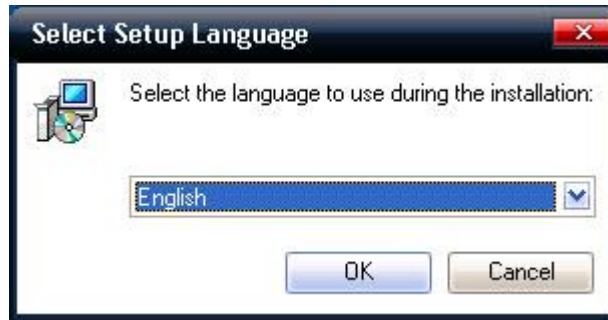 Select Setup Language
Select the language to use during the installation:
English
OK
Cancel